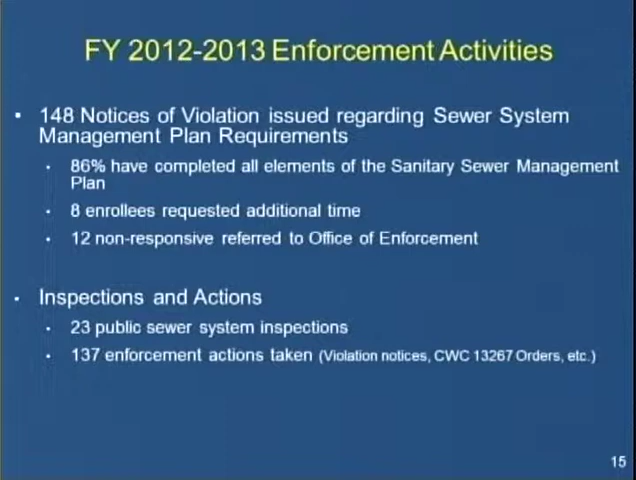 FY 2012-2013 Enforcement Activities
• 148 Notices of Violation issued regarding Sewer System
Management Plan Requirements
• 86% have completed all elements of the Sanitary Sewer Management
Plan
• 8 enrollees requested additional time
• 12 non-responsive referred to Office of Enforcement
• Inspections and Actions
• 23 public sewer system inspections
• 137 enforcement actions taken (Violation notices, CWC 13267 Orders, etc.)
15